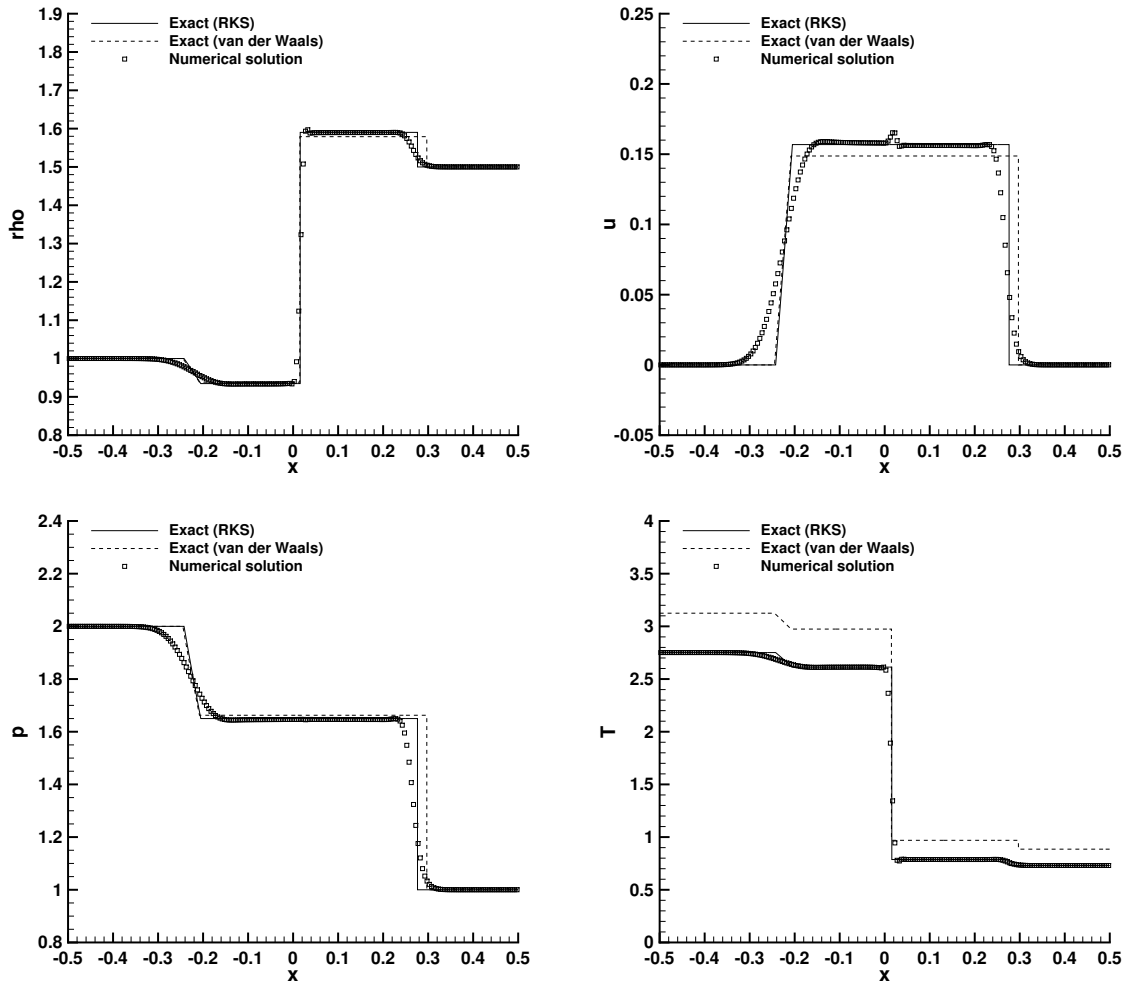 1.9
1.8
1.7
1.6
1.5
1.4
1.3
1.2
1.1
1
0.9
0.8
rho
Exact (RKS)
Exact (van der Waals)
Numerical solution
-0.5 -0.4 -0.3 -0.2 -0.1 0 0.1 0.2 0.3 0.4 0.5
x
0.25
0.2
0.15
0.1
0.05
0
-0.05
u
Exact (RKS)
Exact (van der Waals)
Numerical solution
-0.5 -0.4 -0.3 -0.2 -0.1 0 0.1 0.2 0.3 0.4 0.5
x
2.4
2.2
2
1.8
1.6
1.4
1.2
1
0.8
p
Exact (RKS)
Exact (van der Waals)
Numerical solution
-0.5 -0.4 -0.3 -0.2 -0.1 0 0.1 0.2 0.3 0.4 0.5
x
4
3.5
3
2.5
2
1.5
1
0.5
0
T
Exact (RKS)
Exact (van der Waals)
Numerical solution
-0.5 -0.4 -0.3 -0.2 -0.1 0 0.1 0.2 0.3 0.4 0.5
x